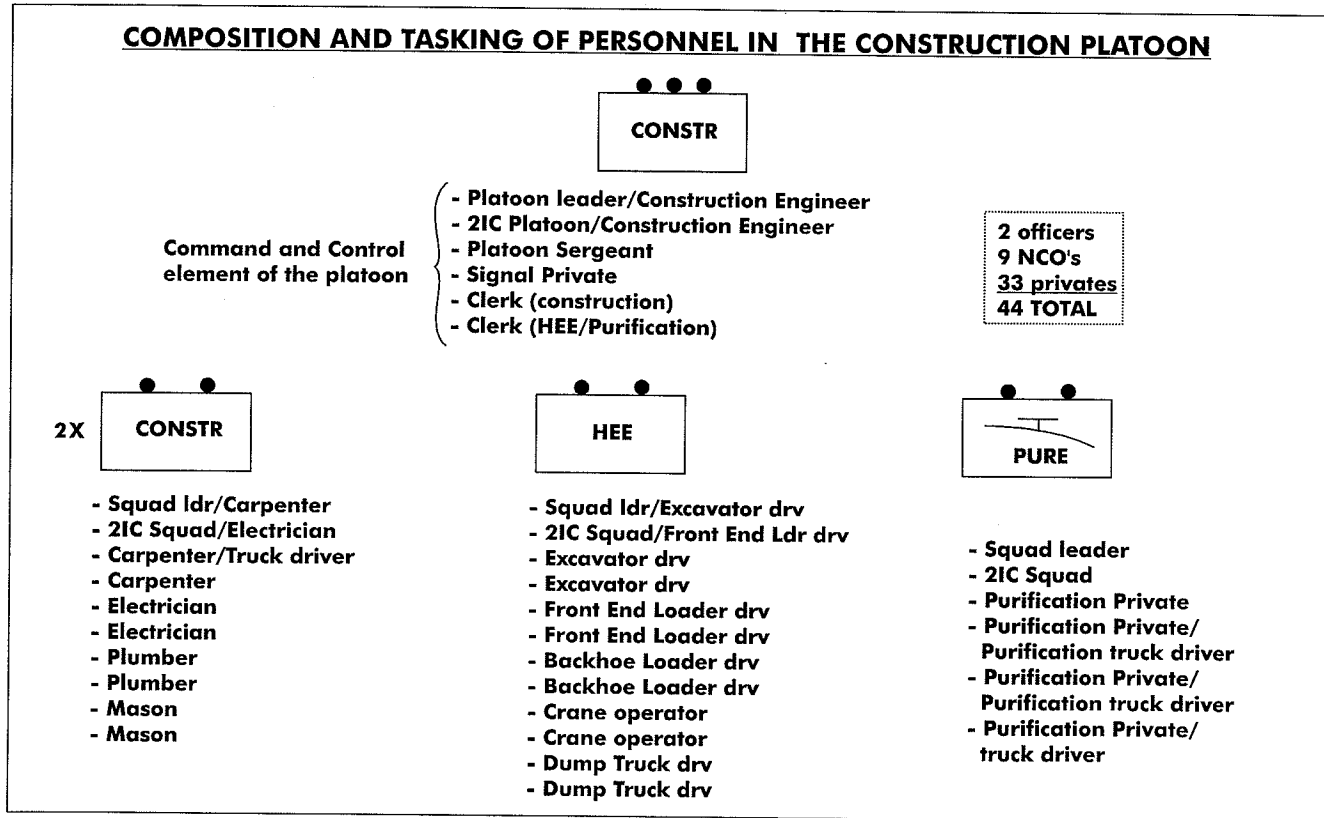 COMPOSITION AND TASKING OF PERSONNEL IN THE CONSTRUCTION PLATOON
CONSTR
Command and Control
element of the platoon
- Platoon leader/Construction Engineer
- 2IC Platoon/Construction Engineer
- Platoon Sergeant
- Signal Private
- Clerk (construction)
- Clerk (HEE/Purification)
2 officers
9 NCO's
33 privates
44 TOTAL
2X
CONSTR
- Squad ldr/Carpenter
- 2IC Squad/Electrician
- Carpenter/Truck driver
- Carpenter
- Electrician
- Electrician
- Plumber
- Plumber
- Mason
- Mason
HEE
- Squad ldr/Excavator drv
- 2IC Squad/Front End Ldr drv
- Excavator drv
- Excavator drv
- Front End Loader drv
- Front End Loader drv
- Backhoe Loader drv
- Backhoe Loader drv
- Crane operator
- Crane operator
- Dump Truck drv
- Dump Truck drv
PURE
- Squad leader
- 2IC Squad
- Purification Private
- Purification Private/
Purification truck driver
- Purification Private/
Purification truck driver
- Purification Private/
truck driver